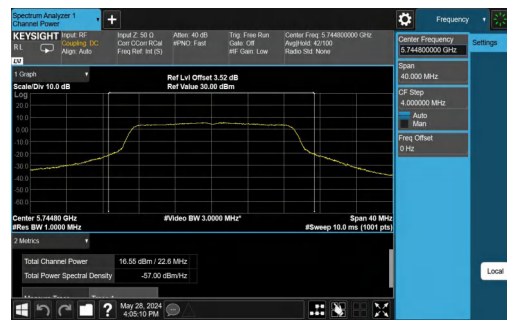 Spectrum Analyzer 1
Channel Power
Frequency
KEYSIGHT
RL
Input: RF
Coupling: DC
Align: Auto
Input Z: 50 Ω
Corr CCorr RCal
Freq Ref: Int (S)
Atten: 40 dB
#PNO: Fast
Trig: Free Run
Gate: Off
#IF Gain: Low
Center Freq: 5.744800000 GHz
Avg|Hold: 42/100
Radio Std: None
Center Frequency
5.744800000 GHz
Settings
Span
40.000 MHz
CF Step
4.000000 MHz
Auto
Man
Freq Offset
0 Hz
Local
1 Graph
Scale/Div 10.0 dB
Ref Lvl Offset 3.52 dB
Ref Value 30.00 dBm
Log
20.0
10.0
0.00
-10.0
-20.0
-30.0
-40.0
-50.0
-60.0
Center 5.74480 GHz
#Video BW 3.0000 MHz*
Span 40 MHz
#Res BW 1.0000 MHz
#Sweep 10.0 ms (1001 pts)
2 Metrics
Total Channel Power 16.55 dBm / 22.6 MHz
Total Power Spectral Density -57.00 dBm/Hz
?
May 28, 2024
4:05:10 PM